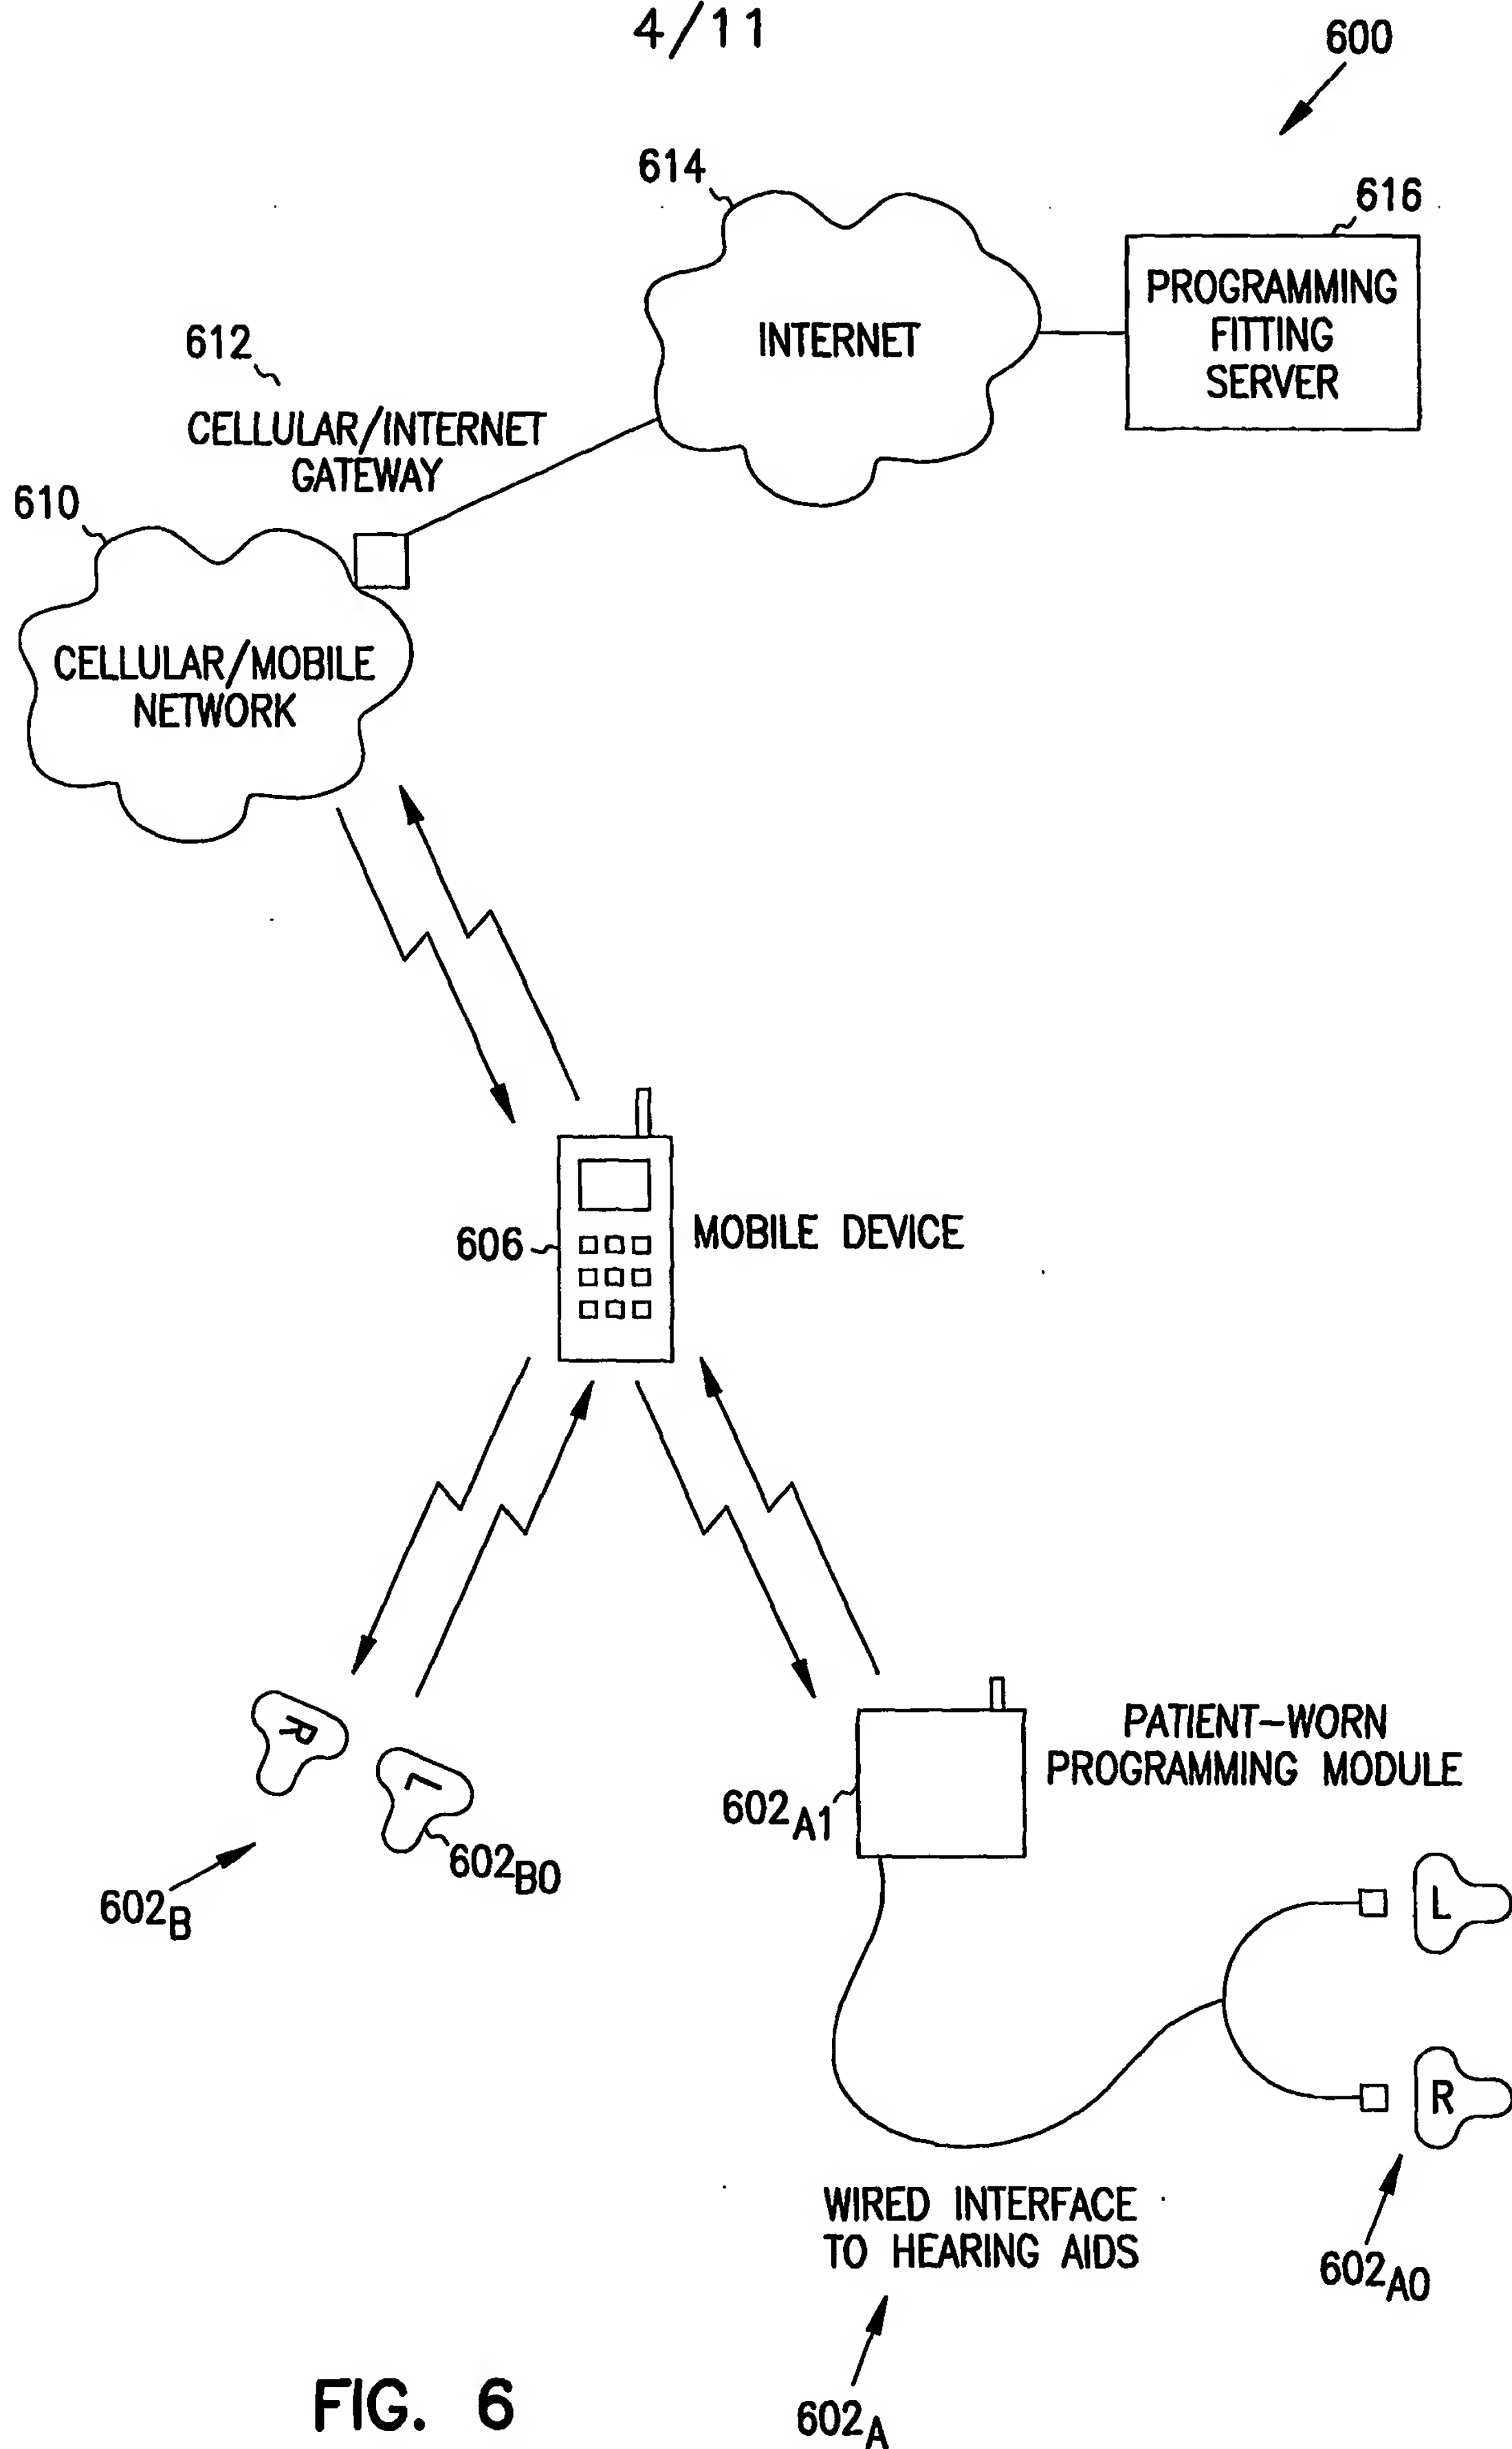 4/11
600
614
616
PROGRAMMING
FITTING
SERVER
INTERNET
612
CELLULAR/INTERNET
GATEWAY
610
CELLULAR/MOBILE
NETWORK
606
MOBILE DEVICE
R
L
602B0
602B
PATIENT-WORN
PROGRAMMING MODULE
602A1
L
R
WIRED INTERFACE
TO HEARING AIDS
602A0
602A
FIG. 6